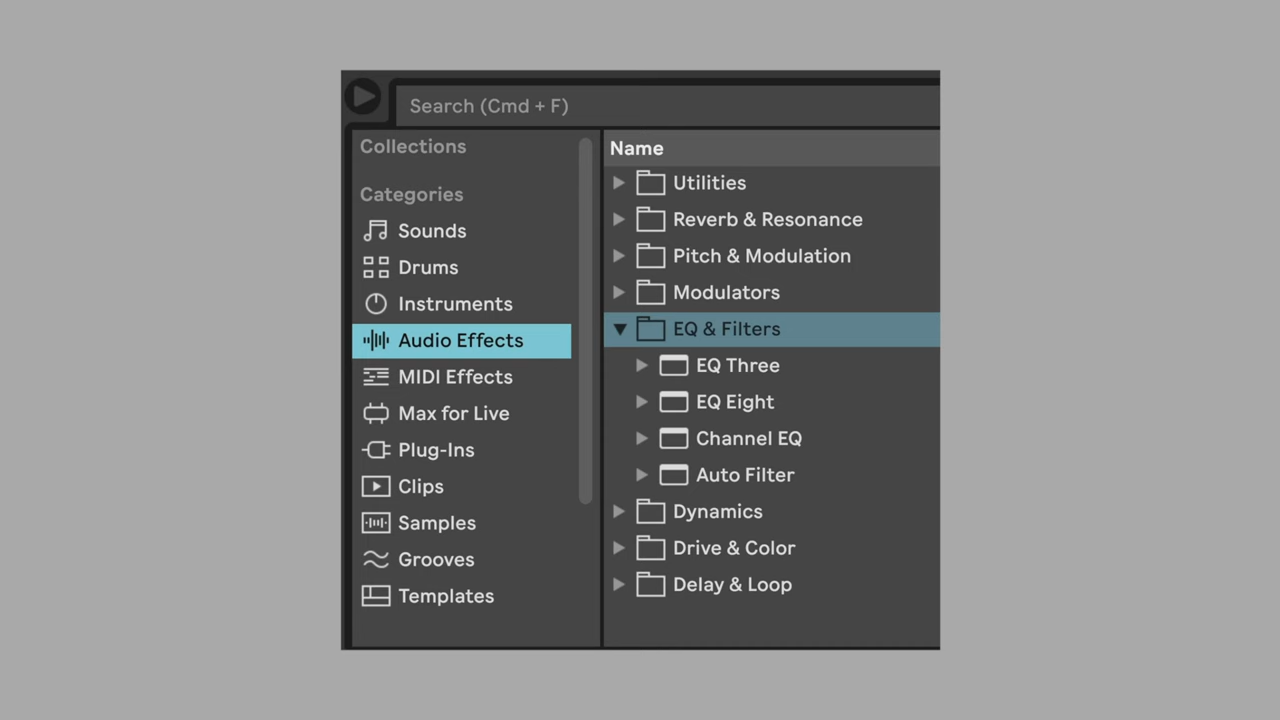 Search (Cmd + F)
Collections
Categories
Sounds
Drums
Instruments
Audio Effects
MIDI Effects
Max for Live
Plug-Ins
Clips
Samples
Grooves
Templates
Name
Utilities
Reverb & Resonance
Pitch & Modulation
Modulators
EQ & Filters
EQ Three
EQ Eight
Channel EQ
Auto Filter
Dynamics
Drive & Color
Delay & Loop